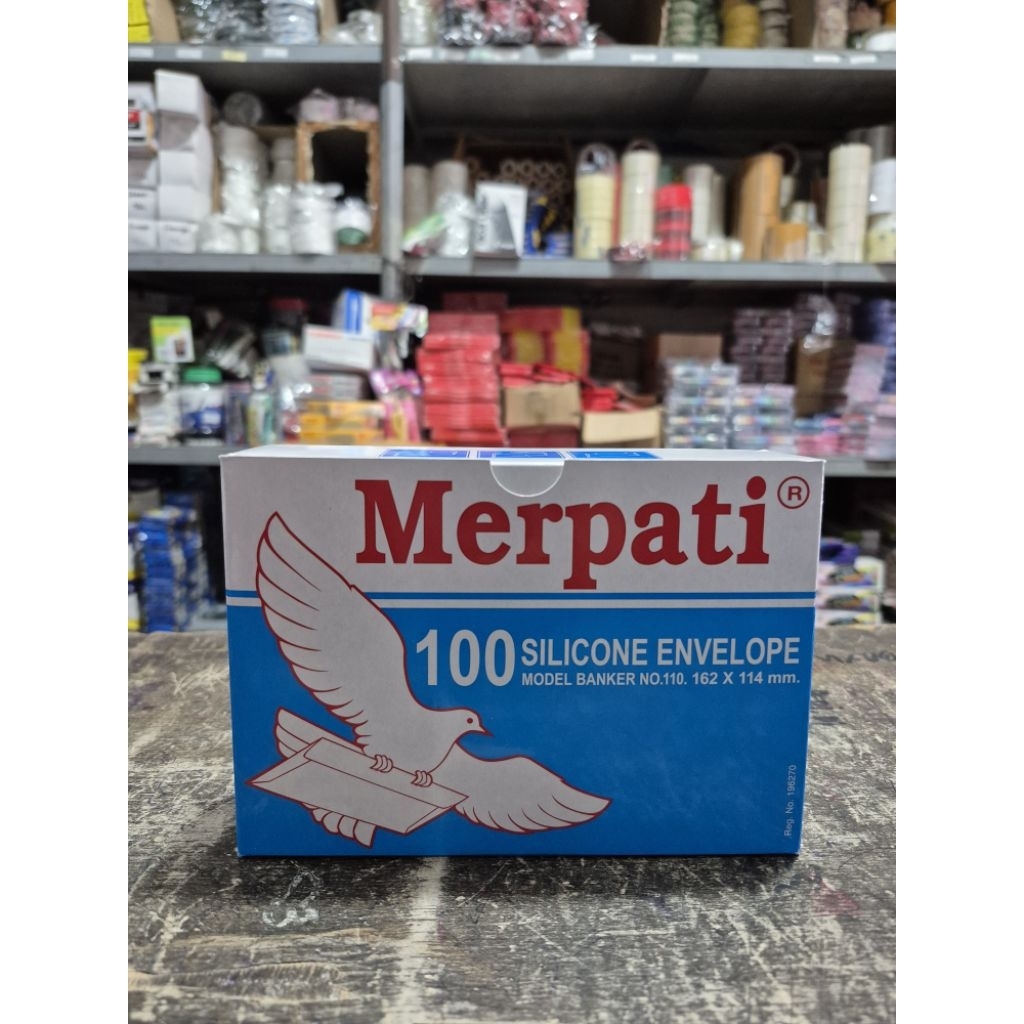 Merpati ®
100 SILICONE ENVELOPE
MODEL BANKER NO.110. 162 X 114 mm.
Reg. No. 196270